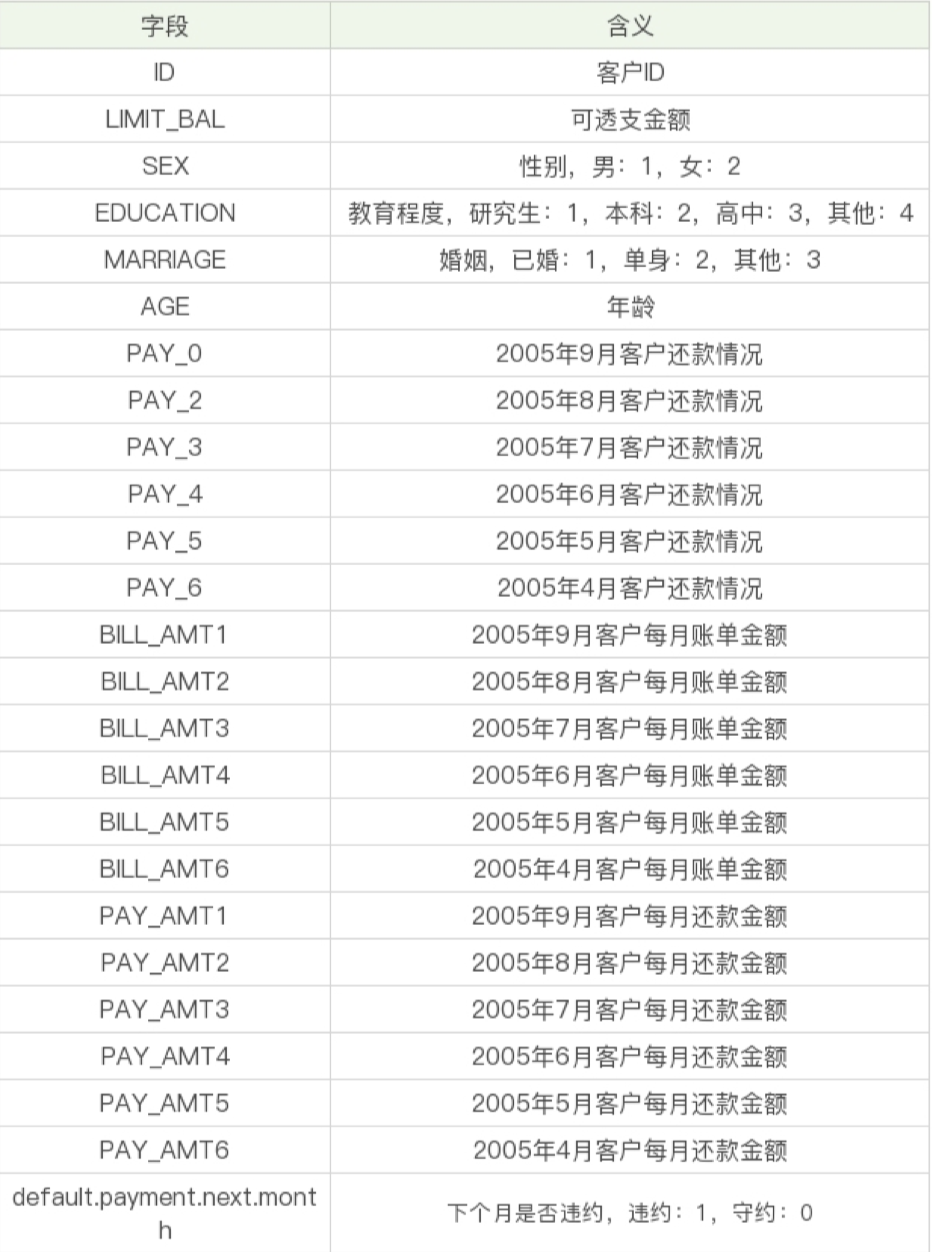 字段 含义
ID 客户ID
LIMIT_BAL 可透支金额
SEX 性别，男：1，女：2
EDUCATION 教育程度，研究生：1，本科：2，高中：3，其他：4
MARRIAGE 婚姻，已婚：1，单身：2，其他：3
AGE 年龄
PAY_0 2005年9月客户还款情况
PAY_2 2005年8月客户还款情况
PAY_3 2005年7月客户还款情况
PAY_4 2005年6月客户还款情况
PAY_5 2005年5月客户还款情况
PAY_6 2005年4月客户还款情况
BILL_AMT1 2005年9月客户每月账单金额
BILL_AMT2 2005年8月客户每月账单金额
BILL_AMT3 2005年7月客户每月账单金额
BILL_AMT4 2005年6月客户每月账单金额
BILL_AMT5 2005年5月客户每月账单金额
BILL_AMT6 2005年4月客户每月账单金额
PAY_AMT1 2005年9月客户每月还款金额
PAY_AMT2 2005年8月客户每月还款金额
PAY_AMT3 2005年7月客户每月还款金额
PAY_AMT4 2005年6月客户每月还款金额
PAY_AMT5 2005年5月客户每月还款金额
PAY_AMT6 2005年4月客户每月还款金额
default.payment.next.mont
h
下个月是否违约，违约：1，守约：0